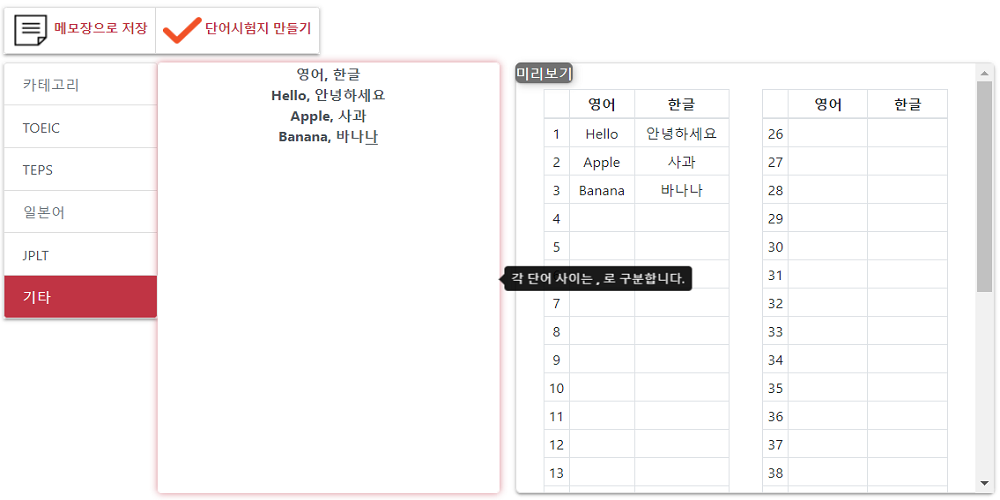 메모장으로 저장
단어시험지 만들기
카테고리
TOEIC
TEPS
일본어
JPLT
기타
영어, 한글
Hello, 안녕하세요
Apple, 사과
Banana, 바나나
각 단어 사이는 , 로 구분합니다.
미리보기
영어 한글
1 Hello 안녕하세요
2 Apple 사과
3 Banana 바나나
4
5
7
8
9
10
11
12
13
영어 한글
26
27
28
29
30
31
32
33
34
35
36
37
38